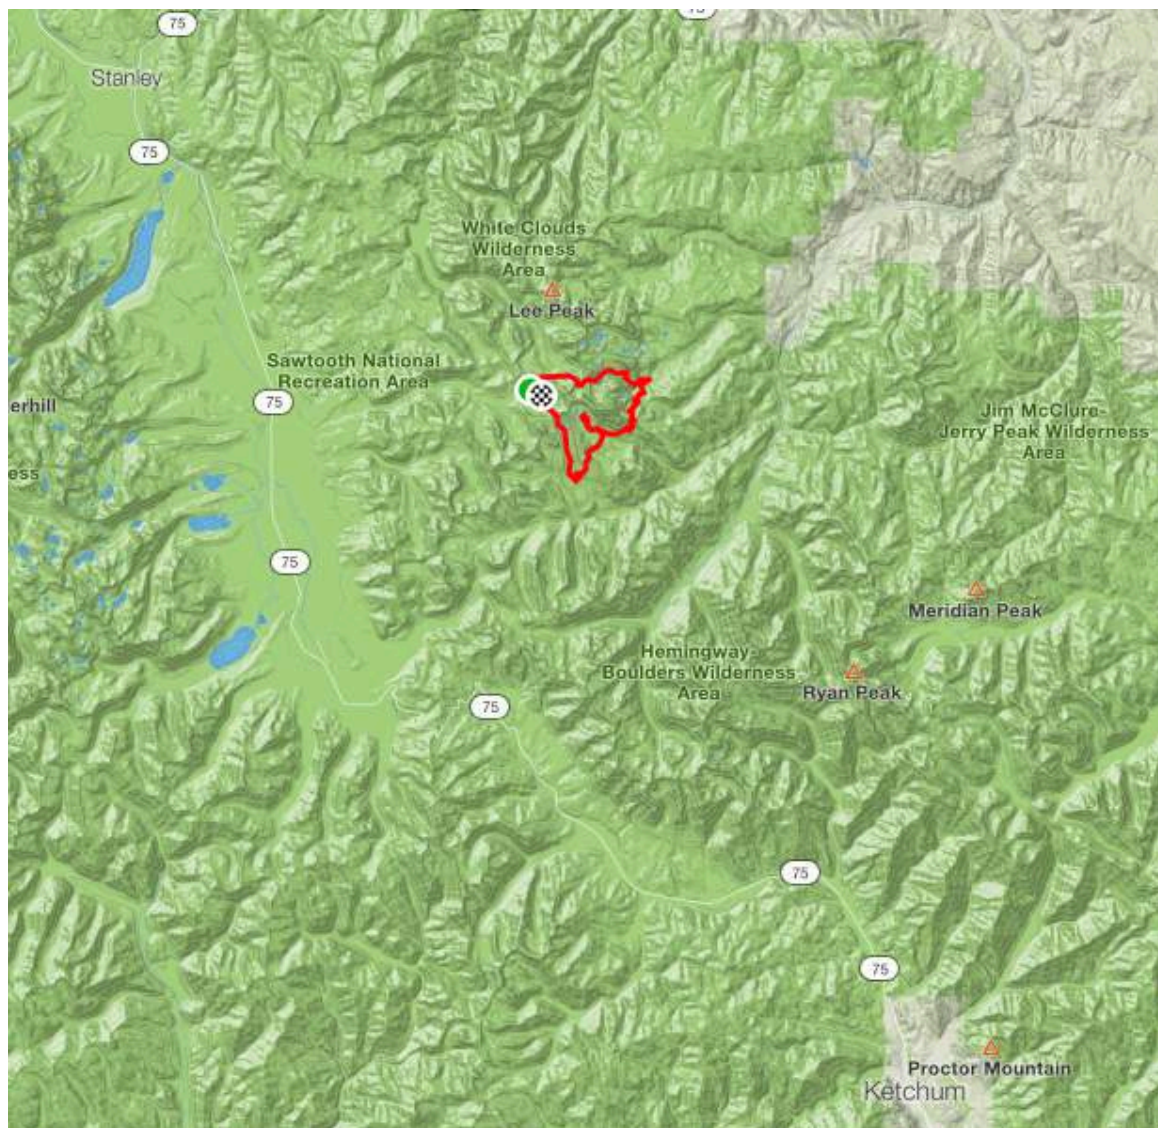 75
75
Stanley
75
White Clouds
Wilderness
Area
Lee Peak
Sawtooth National
Recreation Area
75
erhill
Jim McClure-
Jerry Peak Wilderness
Area
ess
75
Meridian Peak
Hemingway-
Boulders Wilderness
Area
Ryan Peak
75
75
75
Proctor Mountain
Ketchum